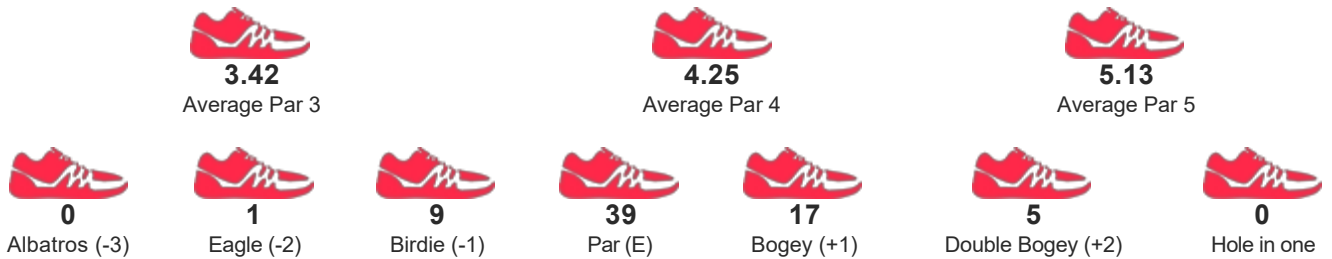 3.42 4.25 5.13
Average Par 3 Average Par 4 Average Par 5
0 1 9 39 17 5 0
Albatros (-3) Eagle (-2) Birdie (-1) Par (E) Bogey (+1) Double Bogey (+2) Hole in one